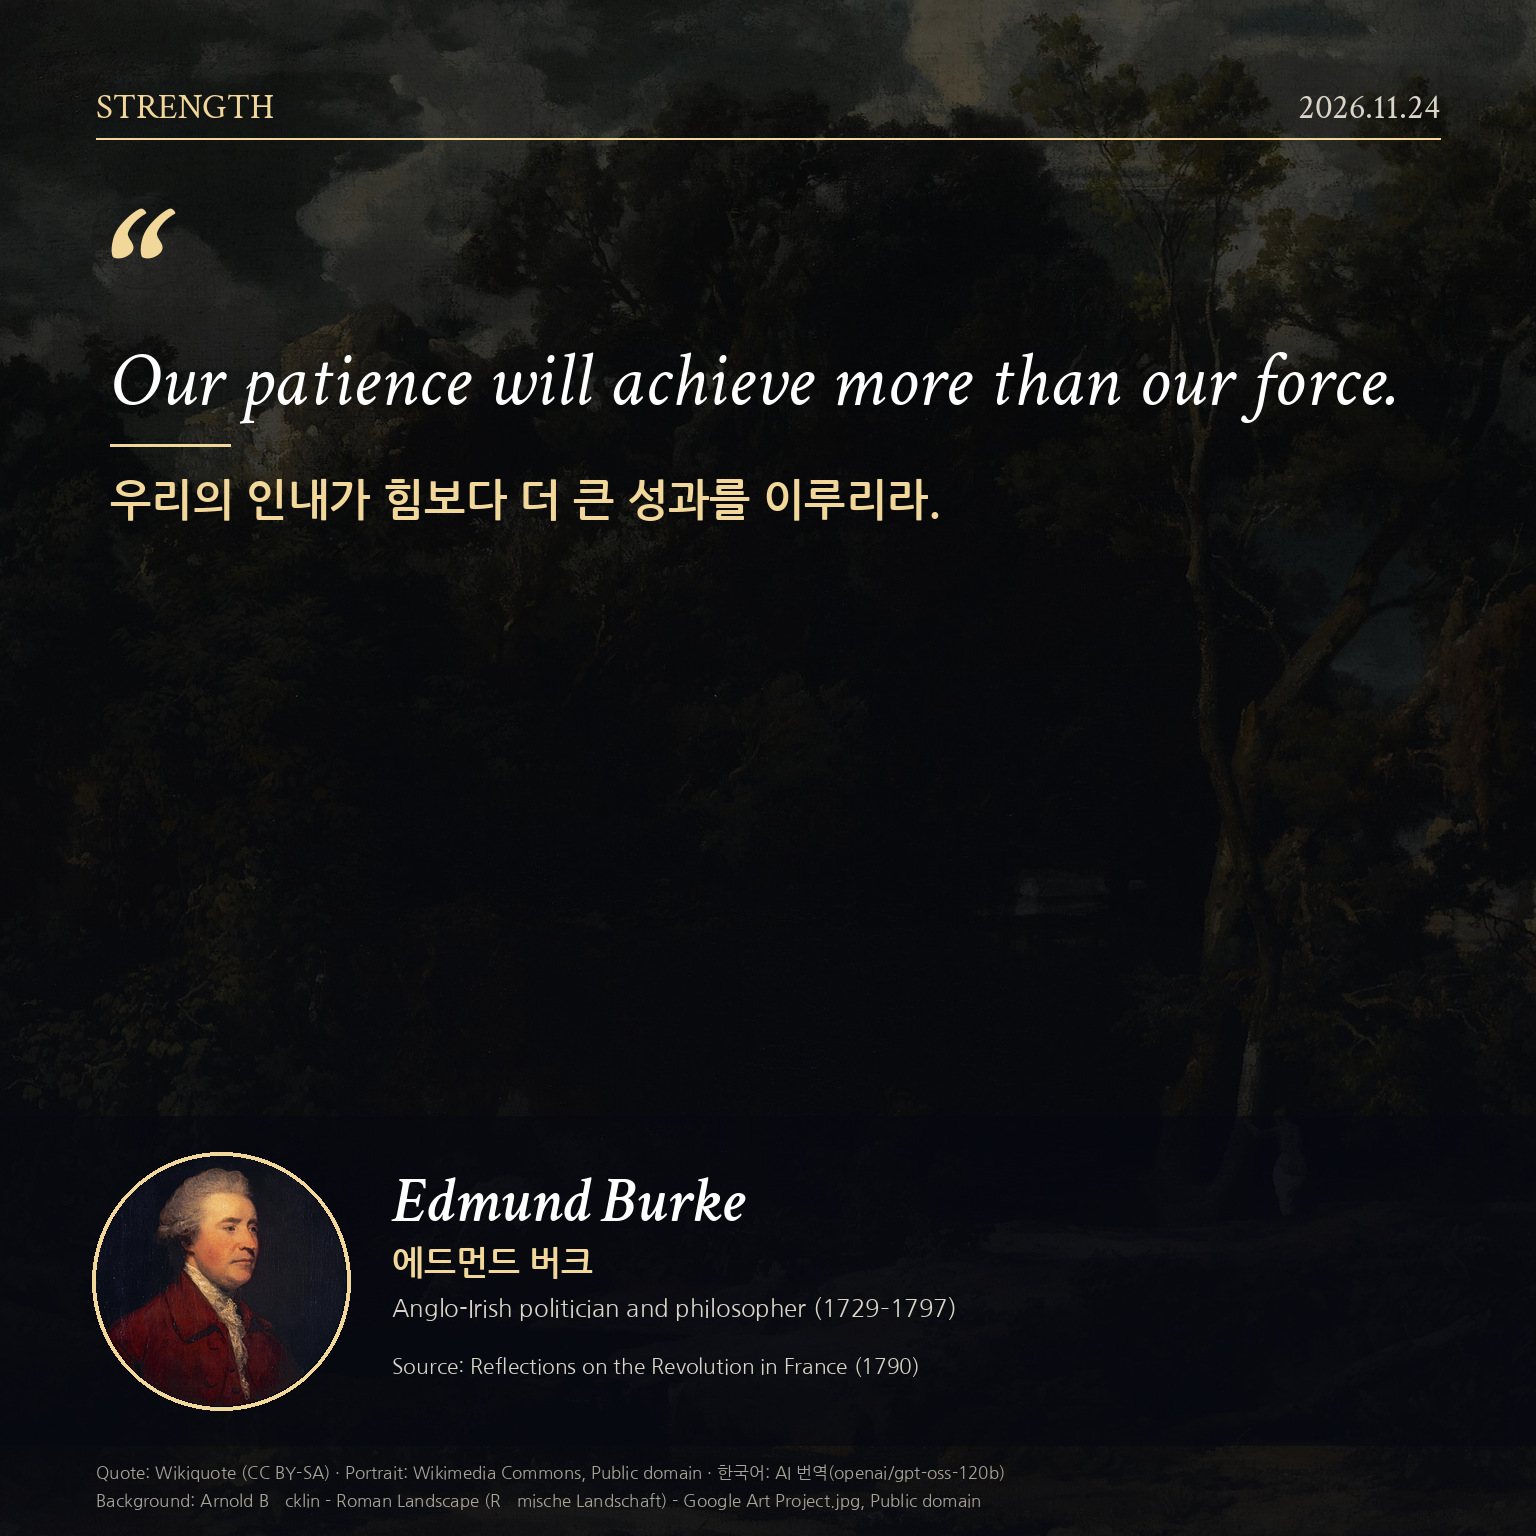 STRENGTH
2026.11.24
“
Our patience will achieve more than our force.
우리의 인내가 힘보다 더 큰 성과를 이루리라.
Edmund Burke
에드먼드 버크
Anglo-Irish politician and philosopher (1729–1797)
Source: Reflections on the Revolution in France (1790)
Quote: Wikiquote (CC BY-SA) · Portrait: Wikimedia Commons, Public domain · 한국어: AI 번역(openai/gpt-oss-120b)
Background: Arnold B cklin - Roman Landscape (R mische Landschaft) - Google Art Project.jpg, Public domain